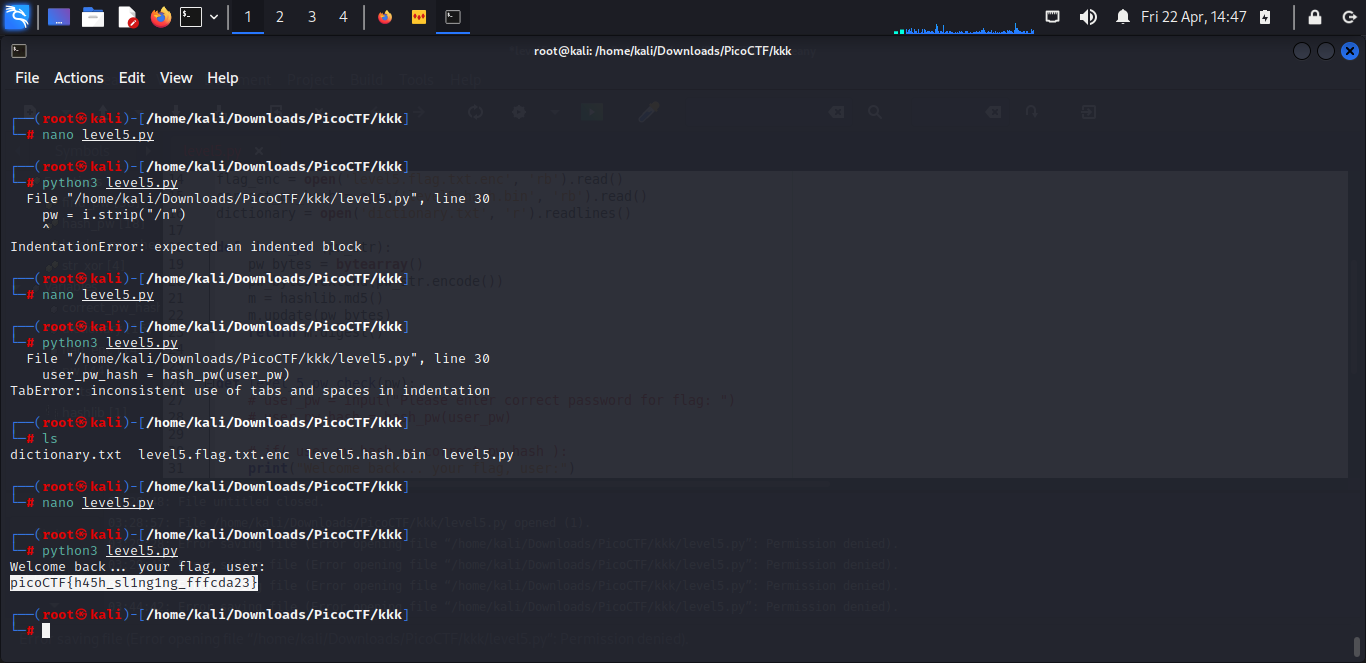 1 2 3 4 Fri 22 Apr, 14:47
root@kali: /home/kali/Downloads/PicoCTF/kkk
File Actions Edit View Help
┌──(root㉿kali)-[/home/kali/Downloads/PicoCTF/kkk]
└─# nano level5.py
┌──(root㉿kali)-[/home/kali/Downloads/PicoCTF/kkk]
└─# python3 level5.py
File "/home/kali/Downloads/PicoCTF/kkk/level5.py", line 30
pw = i.strip("/n")
^
IndentationError: expected an indented block
┌──(root㉿kali)-[/home/kali/Downloads/PicoCTF/kkk]
└─# nano level5.py
┌──(root㉿kali)-[/home/kali/Downloads/PicoCTF/kkk]
└─# python3 level5.py
File "/home/kali/Downloads/PicoCTF/kkk/level5.py", line 30
user_pw_hash = hash_pw(user_pw)
TabError: inconsistent use of tabs and spaces in indentation
┌──(root㉿kali)-[/home/kali/Downloads/PicoCTF/kkk]
└─# ls
dictionary.txt level5.flag.txt.enc level5.hash.bin level5.py
┌──(root㉿kali)-[/home/kali/Downloads/PicoCTF/kkk]
└─# nano level5.py
┌──(root㉿kali)-[/home/kali/Downloads/PicoCTF/kkk]
└─# python3 level5.py
Welcome back... your flag, user:
picoCTF{h45h_sl1ng1ng_fffcda23}
┌──(root㉿kali)-[/home/kali/Downloads/PicoCTF/kkk]
└─#